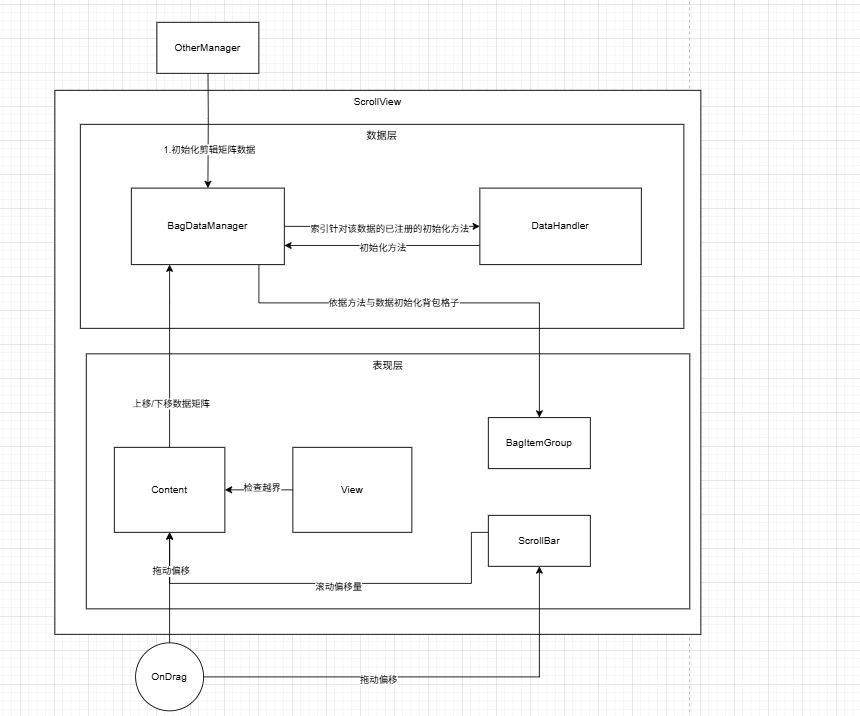 OtherManager
ScrollView
数据层
1.初始化剪辑矩阵数据
BagDataManager
索引针对该数据的已注册的初始化方法
DataHandler
初始化方法
依据方法与数据初始化背包格子
表现层
上移/下移数据矩阵
BagItemGroup
Content
检查越界
View
ScrollBar
拖动偏移
滚动偏移量
OnDrag
拖动偏移